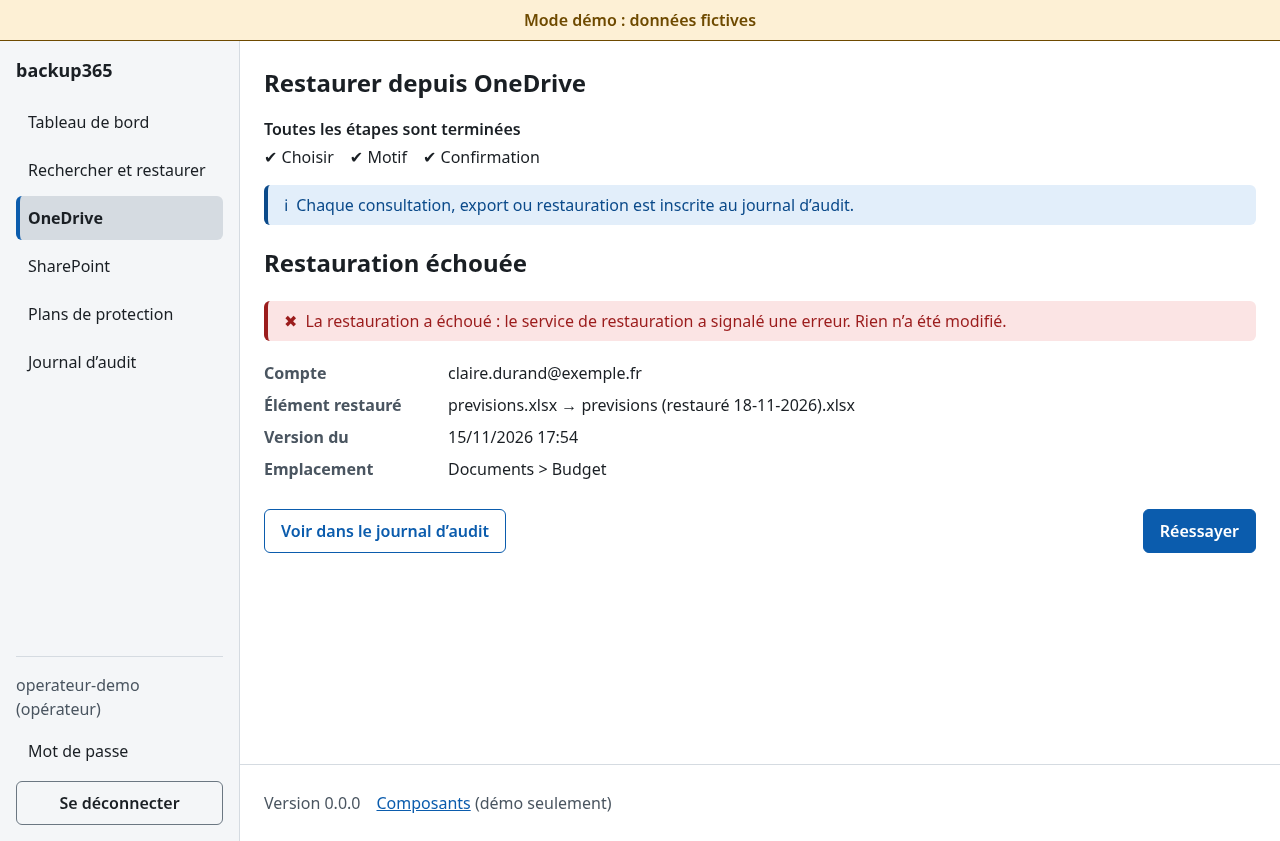 Mode démo : données fictives
backup365
Tableau de bord
Rechercher et restaurer
OneDrive
SharePoint
Plans de protection
Journal d’audit
operateur-demo
(opérateur)
Mot de passe
Se déconnecter
Restaurer depuis OneDrive
Toutes les étapes sont terminées
✔ Choisir ✔ Motif ✔ Confirmation
i Chaque consultation, export ou restauration est inscrite au journal d’audit.
Restauration échouée
✖ La restauration a échoué : le service de restauration a signalé une erreur. Rien n’a été modifié.
Compte claire.durand@exemple.fr
Élément restauré previsions.xlsx → previsions (restauré 18-11-2026).xlsx
Version du 15/11/2026 17:54
Emplacement Documents > Budget
Voir dans le journal d’audit Réessayer
Version 0.0.0 Composants (démo seulement)